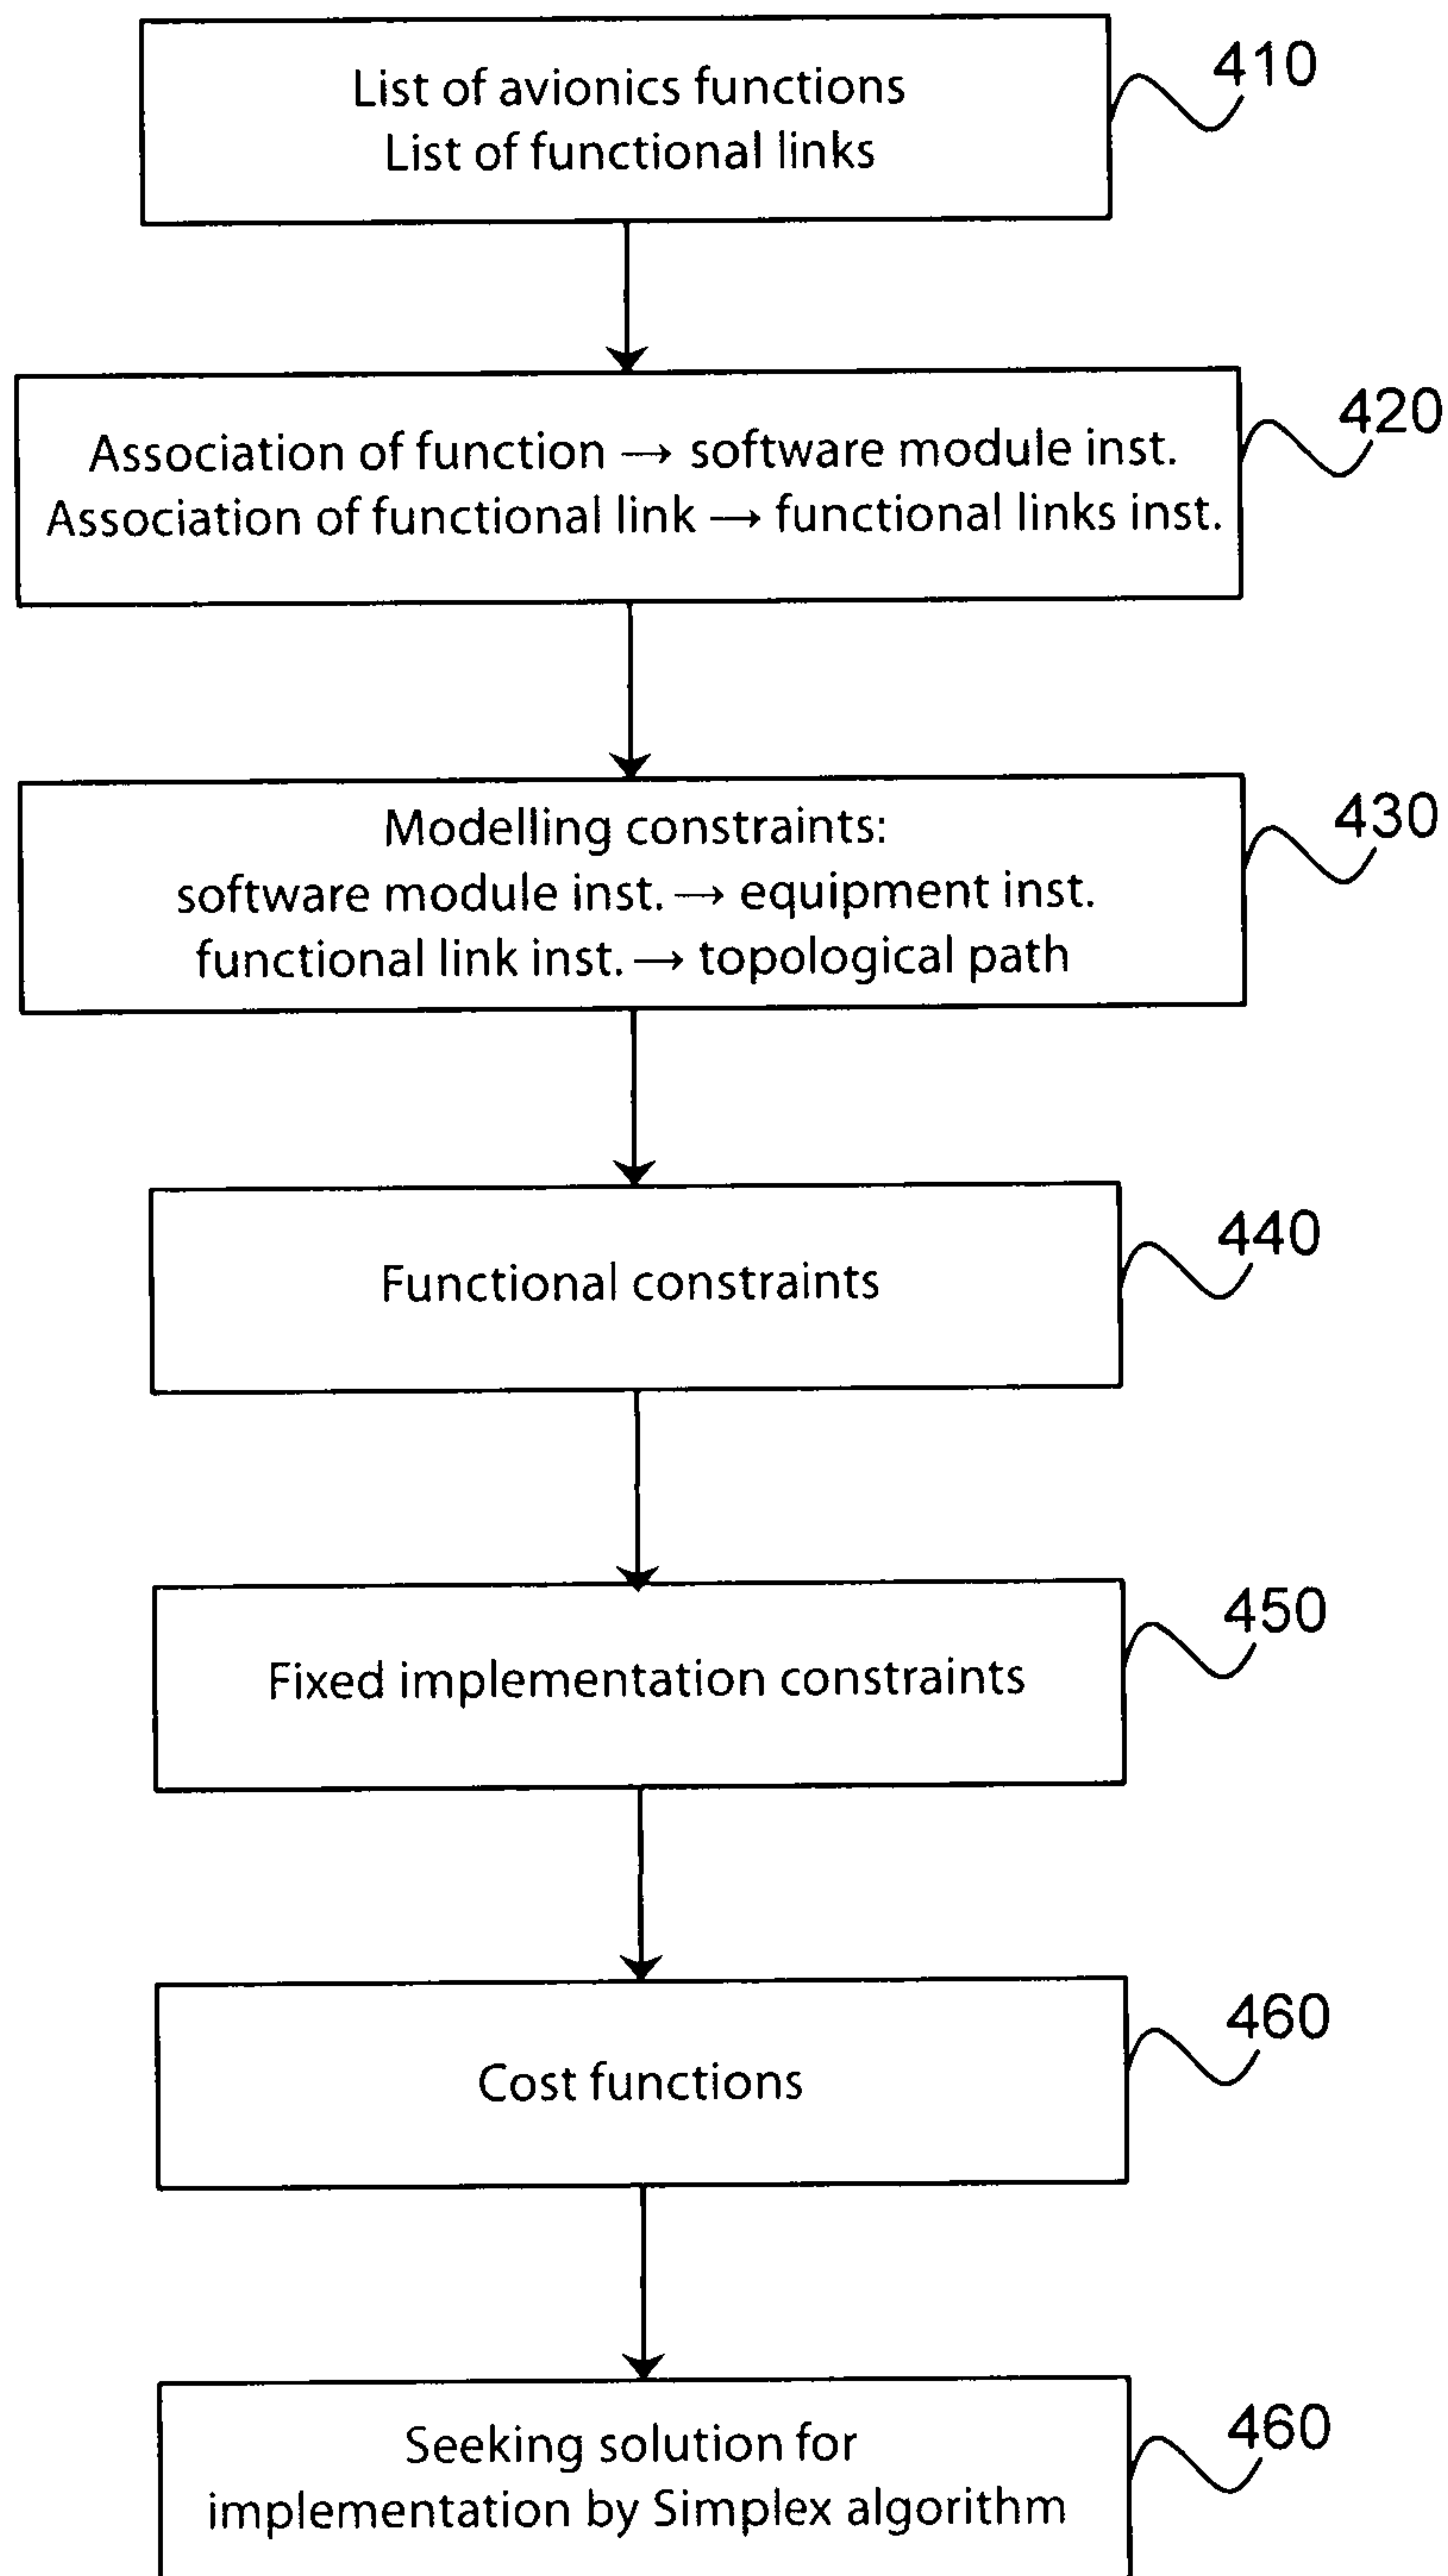 List of avionics functions
List of functional links
410
Association of function → software module inst.
Association of functional link → functional links inst.
420
Modelling constraints:
software module inst. → equipment inst.
functional link inst. → topological path
430
Functional constraints
440
Fixed implementation constraints
450
Cost functions
460
Seeking solution for
implementation by Simplex algorithm
460